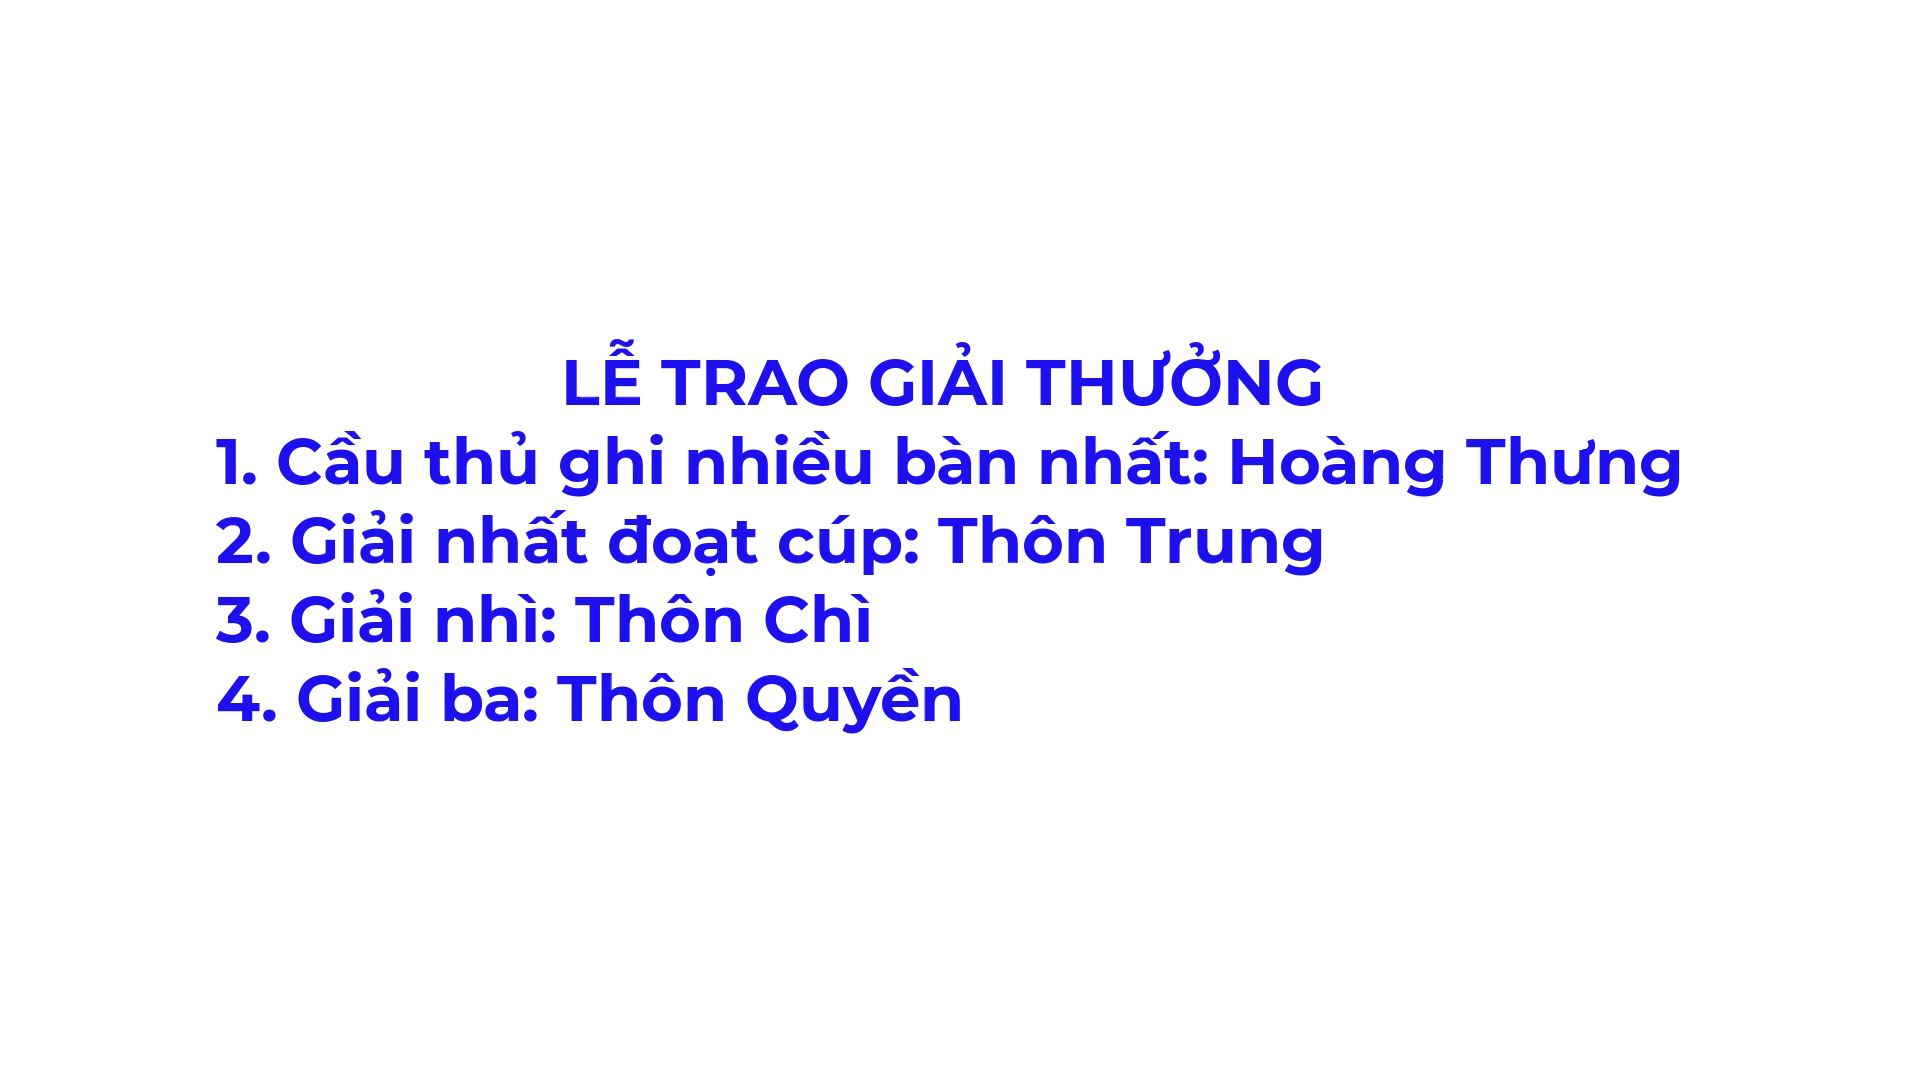 LỄ TRAO GIẢI THƯỞNG
1. Cầu thủ ghi nhiều bàn nhất: Hoàng Thưng
2. Giải nhất đoạt cúp: Thôn Trung
3. Giải nhì: Thôn Chì
4. Giải ba: Thôn Quyền